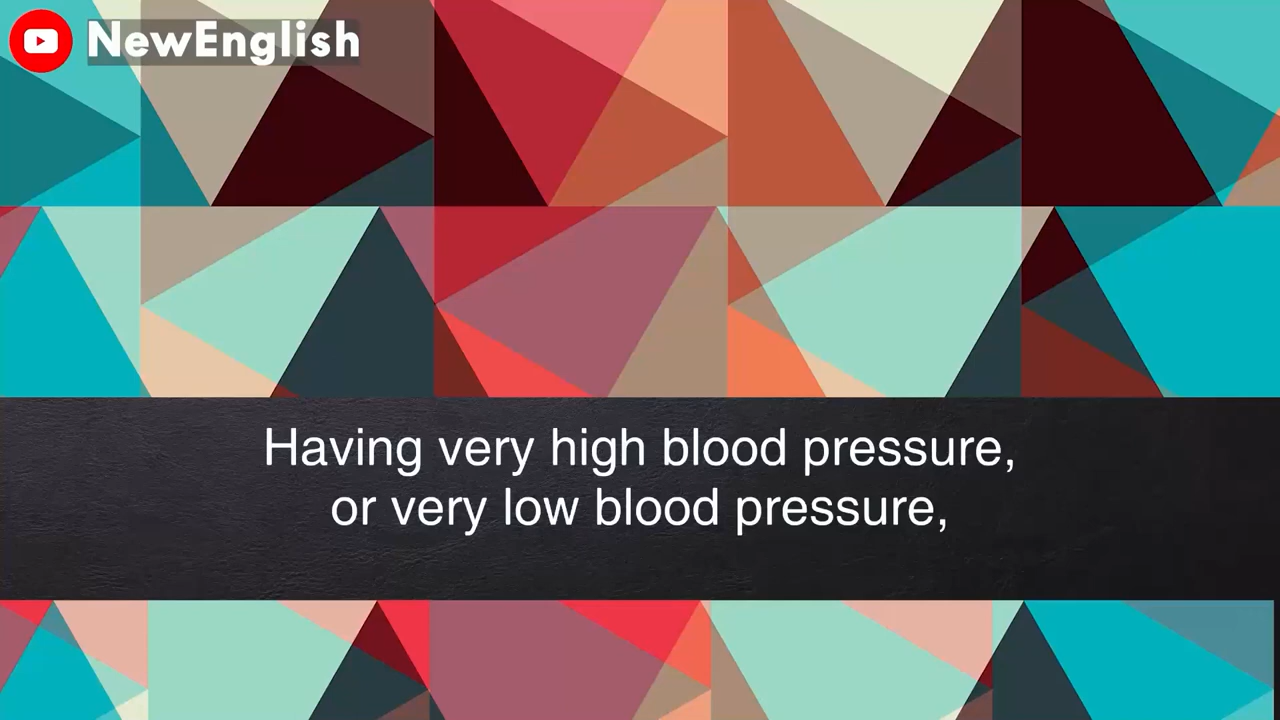 NewEnglish
Having very high blood pressure,
or very low blood pressure,